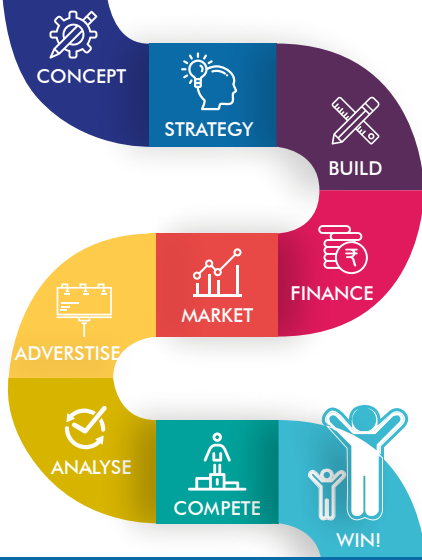 CONCEPT
STRATEGY
BUILD
FINANCE
MARKET
ADVERSTISE
ANALYSE
COMPETE
WIN!